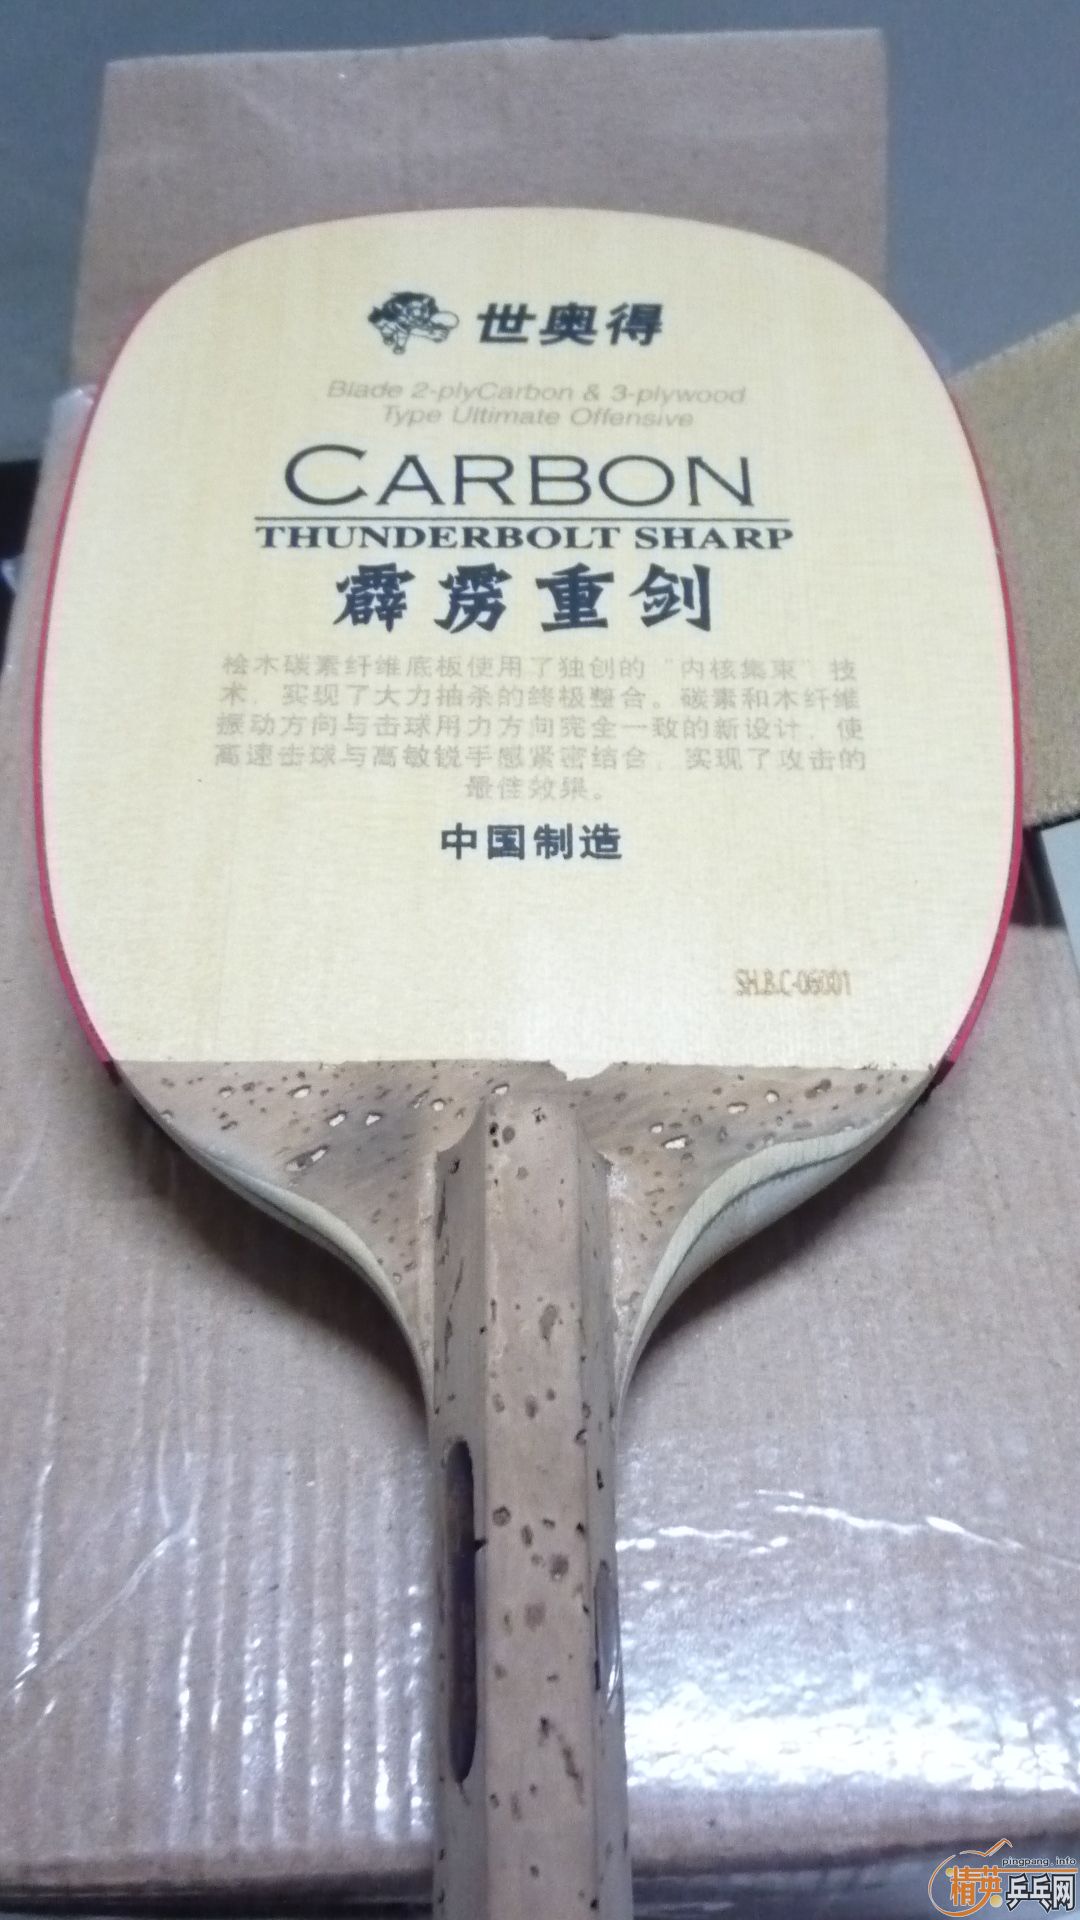 世奥得
Blade 2-plyCarbon & 3-plywood
Type Ultimate Offensive
CARBON
THUNDERBOLT SHARP
霹雳重剑
桧木碳素纤维底板使用了独创的“内核集束”技
术，实现了大力抽杀的终极整合。碳素和木纤维
振动方向与击球用力方向完全一致的新设计，使
高速击球与高敏锐手感紧密结合，实现了攻击的
最佳效果。
中国制造
SH.B.C-06001
pingpang.info
精英乒乓网